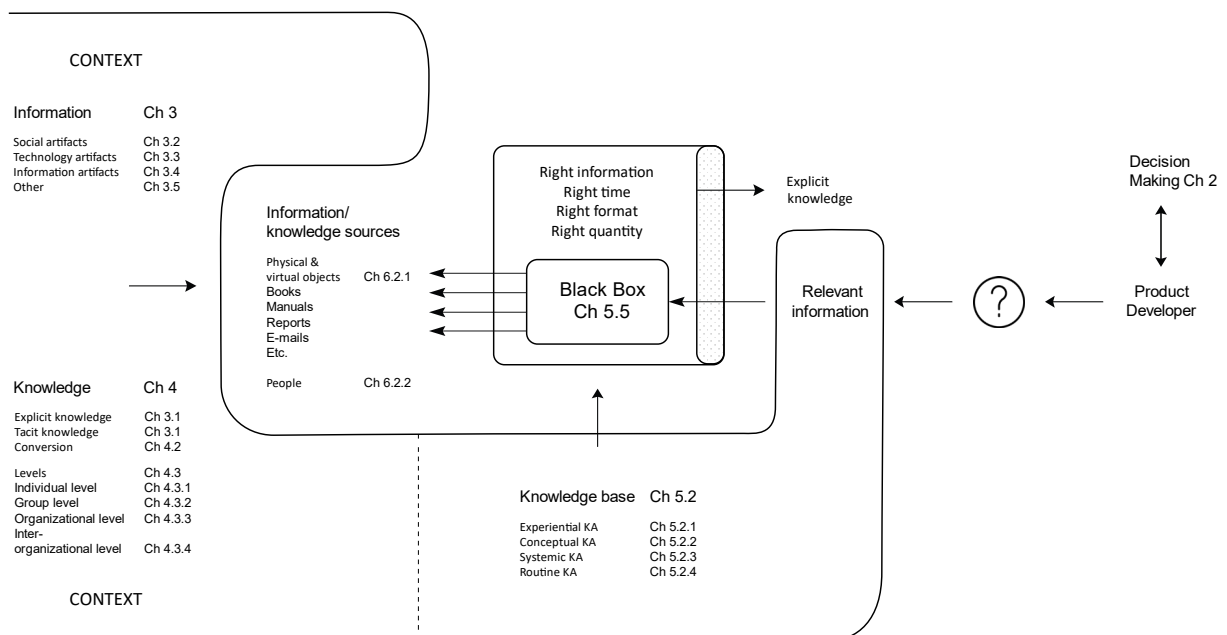 CONTEXT
Information Ch 3
Social artifacts Ch 3.2
Technology artifacts Ch 3.3
Information artifacts Ch 3.4
Other Ch 3.5
Knowledge Ch 4
Explicit knowledge Ch 3.1
Tacit knowledge Ch 3.1
Conversion Ch 4.2
Levels Ch 4.3
Individual level Ch 4.3.1
Group level Ch 4.3.2
Organizational level Ch 4.3.3
Inter-
organizational level Ch 4.3.4
CONTEXT
Information/
knowledge sources
Physical &
virtual objects Ch 6.2.1
Books
Manuals
Reports
E-mails
Etc.
People Ch 6.2.2
Right information
Right time
Right format
Right quantity
Black Box
Ch 5.5
Explicit
knowledge
Knowledge base Ch 5.2
Experiential KA Ch 5.2.1
Conceptual KA Ch 5.2.2
Systemic KA Ch 5.2.3
Routine KA Ch 5.2.4
Relevant
information
?
Decision
Making Ch 2
Product
Developer